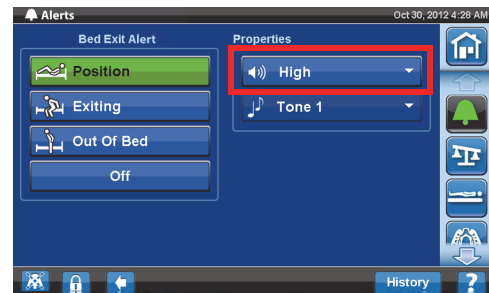 Alerts
Oct 30, 2012 4:28 AM
Bed Exit Alert
Properties
Position
High
Exiting
Tone 1
Out Of Bed
Off
History
?